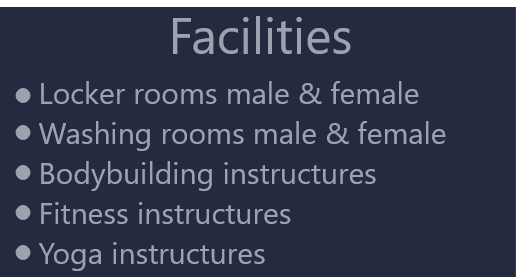 Facilities
● Locker rooms male & female
● Washing rooms male & female
● Bodybuilding instructures
● Fitness instructures
● Yoga instructures